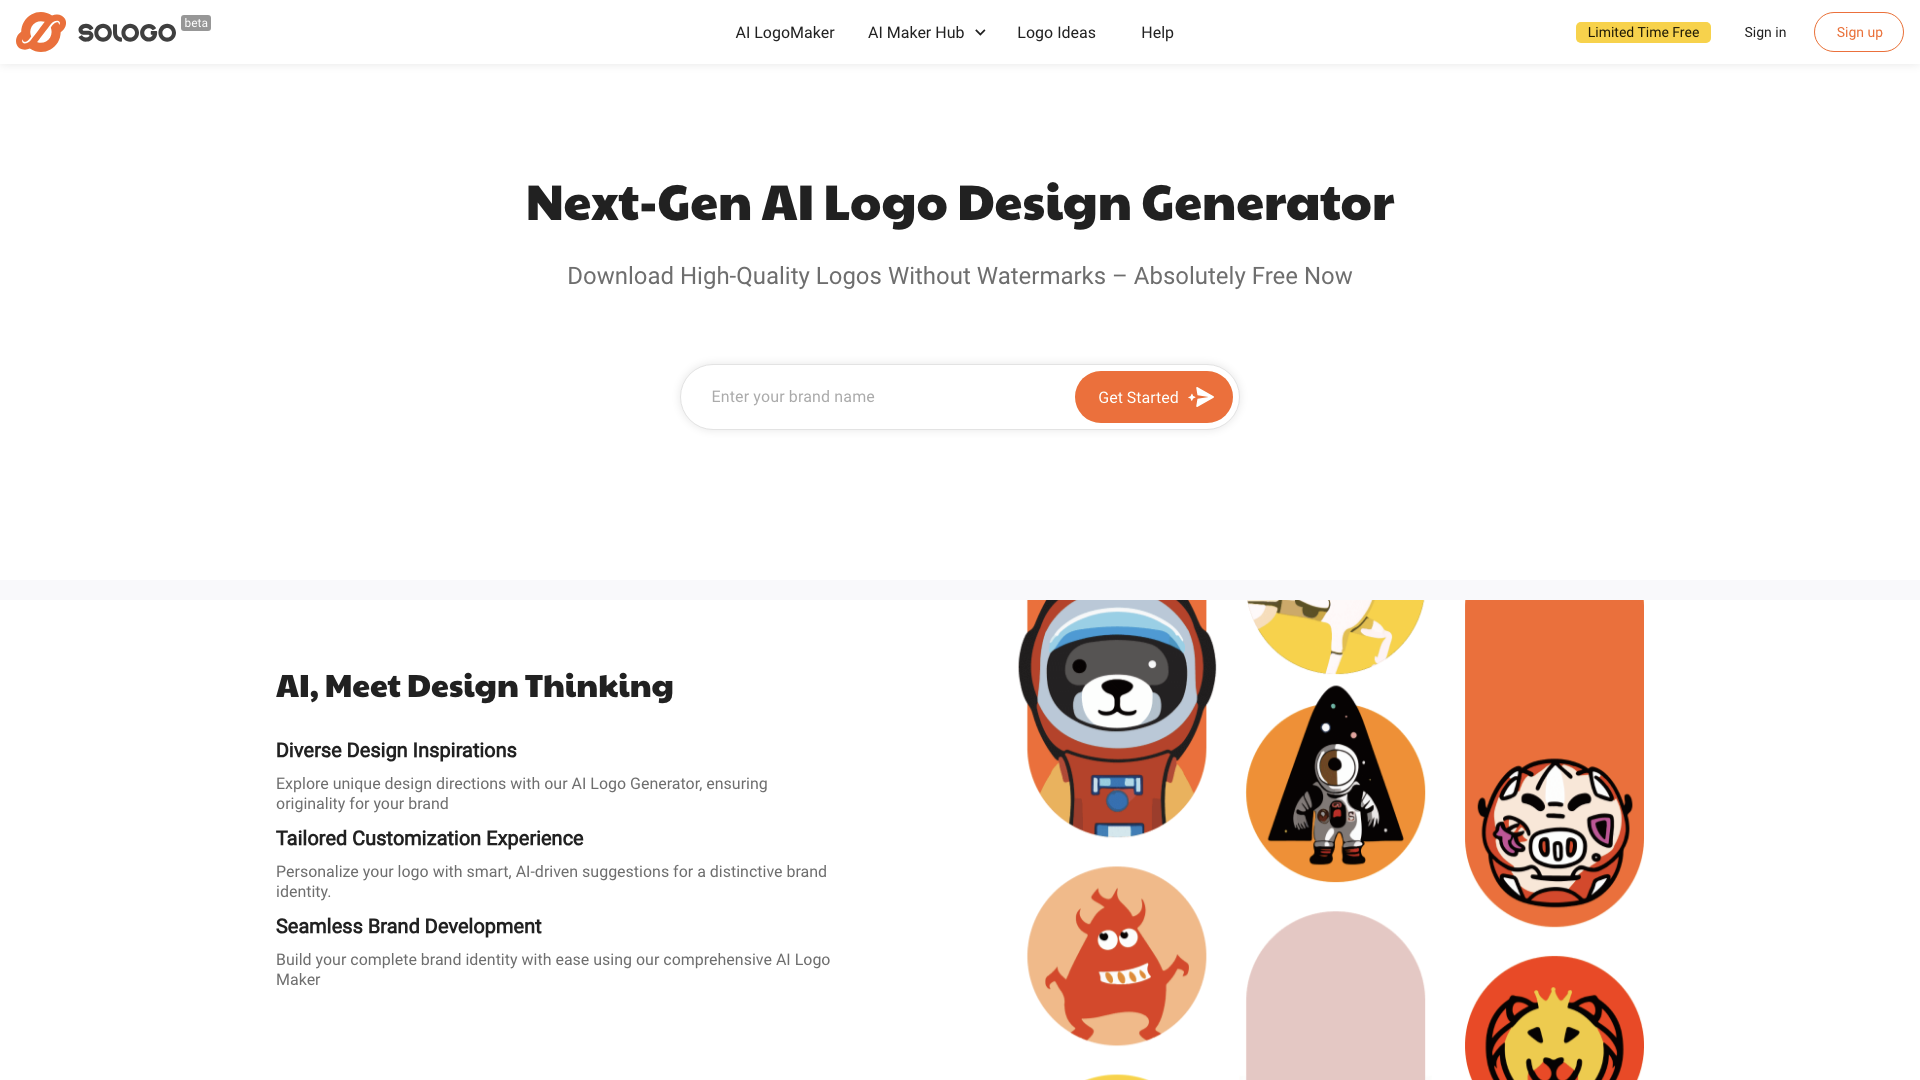 SOLOGO beta
AI LogoMaker
AI Maker Hub
Logo Ideas
Help
Limited Time Free
Sign in
Sign up
Next-Gen AI Logo Design Generator
Download High-Quality Logos Without Watermarks – Absolutely Free Now
Enter your brand name
Get Started
AI, Meet Design Thinking
Diverse Design Inspirations
Explore unique design directions with our AI Logo Generator, ensuring
originality for your brand
Tailored Customization Experience
Personalize your logo with smart, AI-driven suggestions for a distinctive brand
identity.
Seamless Brand Development
Build your complete brand identity with ease using our comprehensive AI Logo
Maker